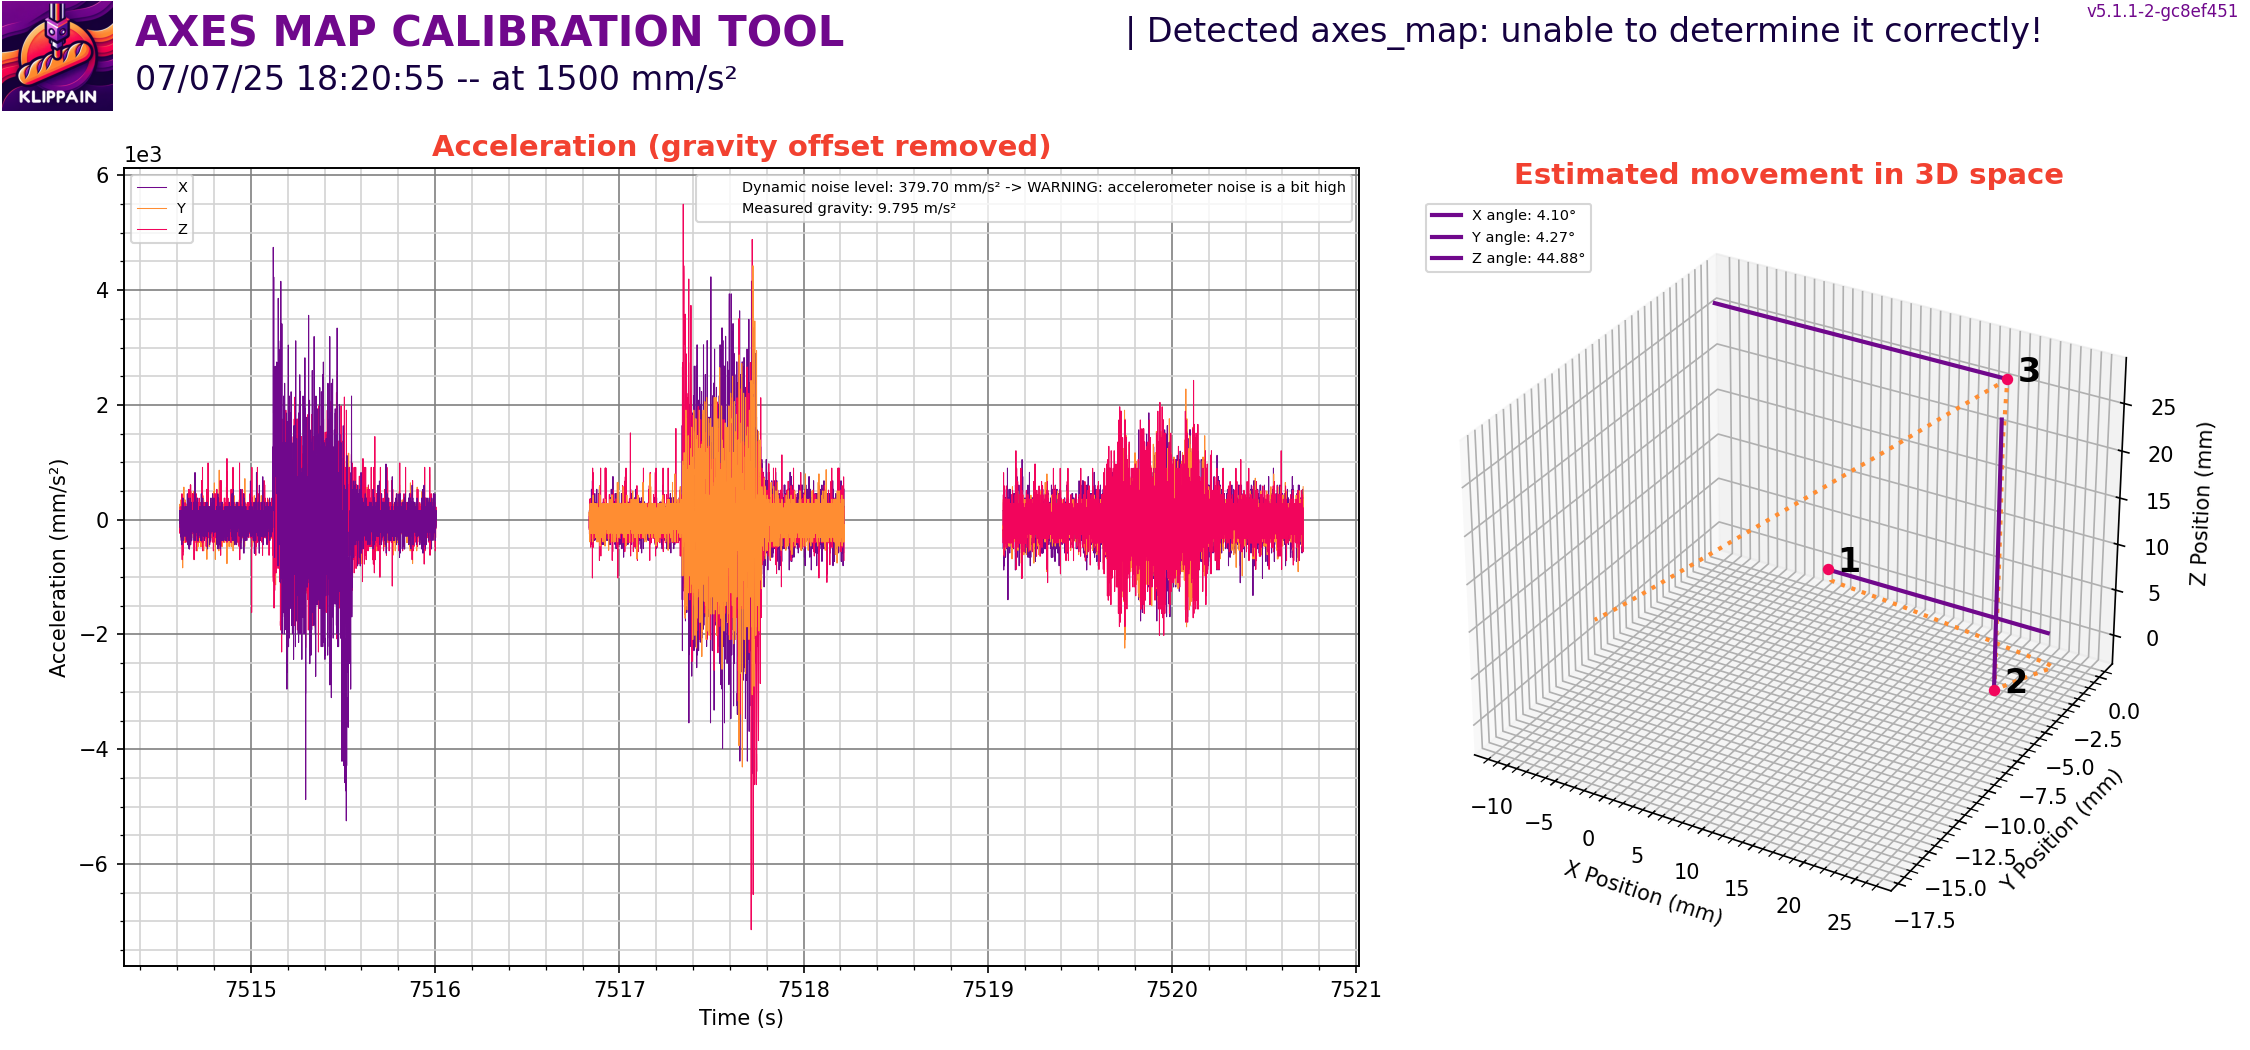 AXES MAP CALIBRATION TOOL
| Detected axes_map: unable to determine it correctly!
v5.1.1-2-gc8ef451
07/07/25 18:20:55 -- at 1500 mm/s²
KLIPPAIN
Acceleration (gravity offset removed)
1e3
X
Y
Z
Dynamic noise level: 379.70 mm/s² -> WARNING: accelerometer noise is a bit high
Measured gravity: 9.795 m/s²
6
4
2
0
−2
−4
−6
Acceleration (mm/s²)
7515
7516
7517
7518
7519
7520
7521
Time (s)
Estimated movement in 3D space
X angle: 4.10°
Y angle: 4.27°
Z angle: 44.88°
3
1
2
25
20
15
10
5
0
Z Position (mm)
0.0
−2.5
−5.0
−7.5
−10.0
−12.5
−15.0
−17.5
Y Position (mm)
−10
−5
0
5
10
15
20
25
X Position (mm)